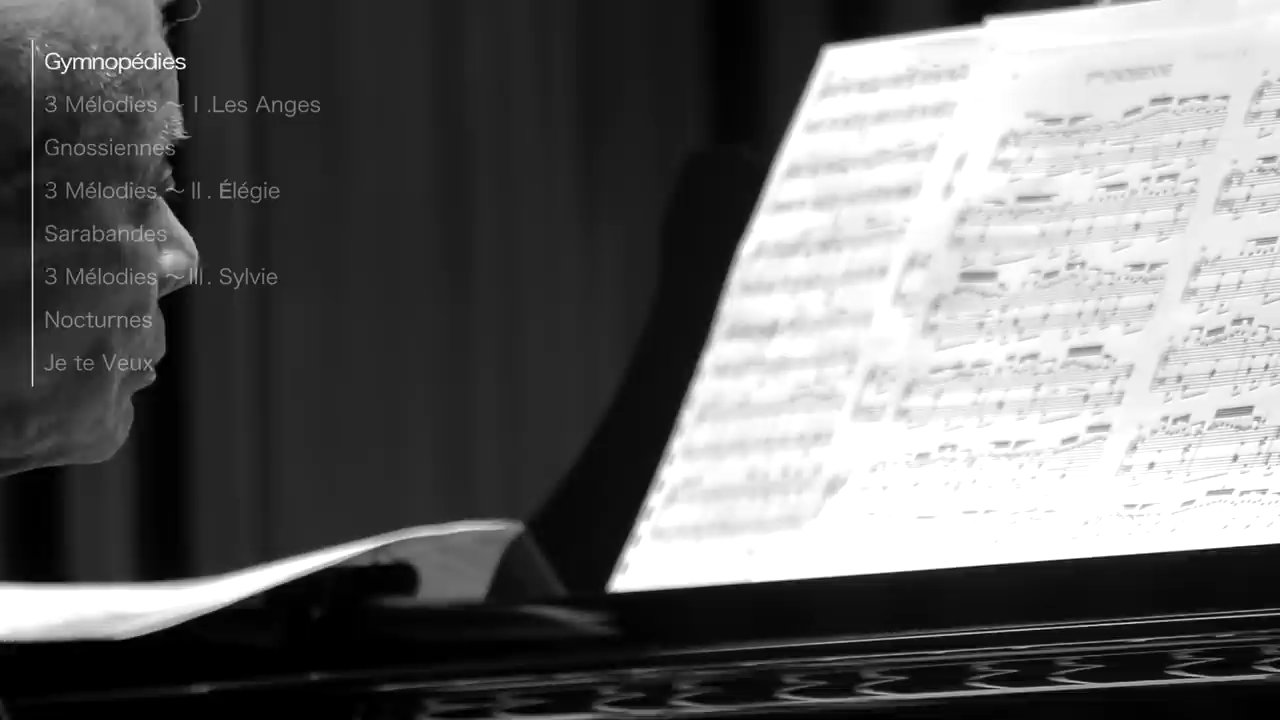 Gymnopédies
3 Mélodies 〜 I .Les Anges
Gnossiennes
3 Mélodies 〜 II . Élégie
Sarabandes
3 Mélodies 〜 III . Sylvie
Nocturnes
Je te Veux